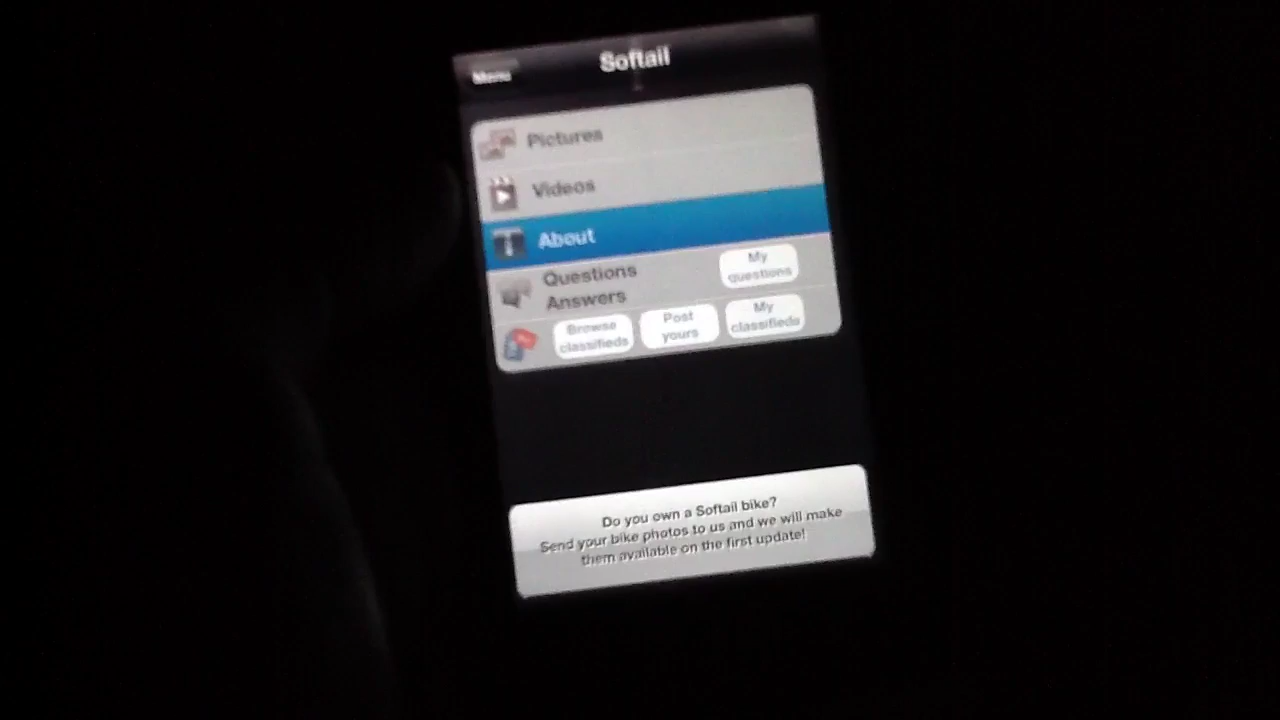 Menu
Softail
Pictures
Videos
About
Questions
Answers
My
questions
Browse
classifieds
Post
yours
My
classifieds
Do you own a Softail bike?
Send your bike photos to us and we will make
them available on the first update!